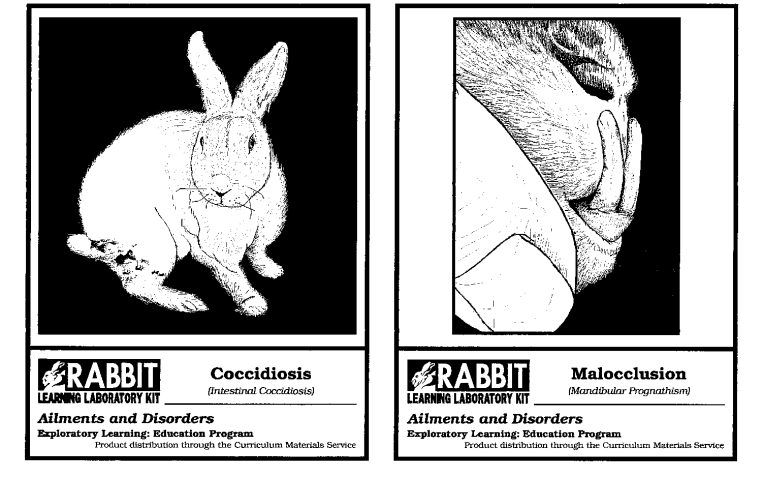 RABBIT
LEARNING LABORATORY KIT
Coccidiosis
(Intestinal Coccidiosis)
Ailments and Disorders
Exploratory Learning: Education Program
Product distribution through the Curriculum Materials Service
RABBIT
LEARNING LABORATORY KIT
Malocclusion
(Mandibular Prognathism)
Ailments and Disorders
Exploratory Learning: Education Program
Product distribution through the Curriculum Materials Service